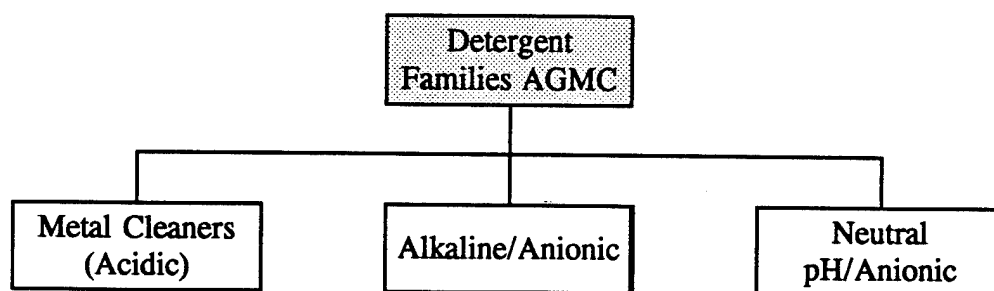 Detergent
Families AGMC
Metal Cleaners
(Acidic)
Alkaline/Anionic
Neutral
pH/Anionic